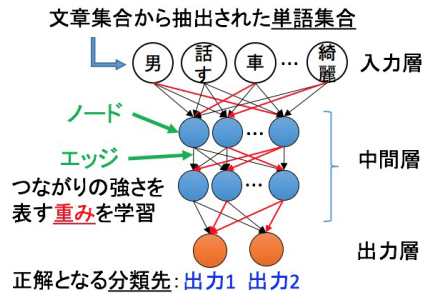 文章集合から抽出された単語集合
男 話す 車 … 綺麗 入力層
ノード
…
エッジ
中間層
つながりの強さを
表す重みを学習
…
出力層
正解となる分類先：出力1 出力2